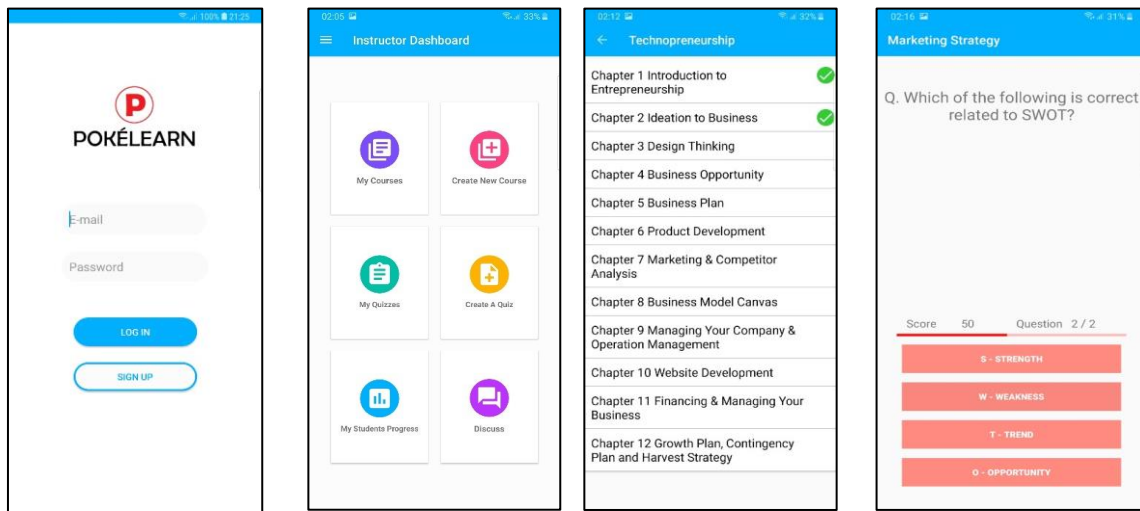 100% 21:25
P
POKÉLEARN
E-mail
Password
LOG IN
SIGN UP
02:05 33%
Instructor Dashboard
My Courses
Create New Course
My Quizzes
Create A Quiz
My Students Progress
Discuss
02:12 32%
Technopreneurship
Chapter 1 Introduction to
Entrepreneurship
Chapter 2 Ideation to Business
Chapter 3 Design Thinking
Chapter 4 Business Opportunity
Chapter 5 Business Plan
Chapter 6 Product Development
Chapter 7 Marketing & Competitor
Analysis
Chapter 8 Business Model Canvas
Chapter 9 Managing Your Company &
Operation Management
Chapter 10 Website Development
Chapter 11 Financing & Managing Your
Business
Chapter 12 Growth Plan, Contingency
Plan and Harvest Strategy
02:16 31%
Marketing Strategy
Q. Which of the following is correct
related to SWOT?
Score 50 Question 2 / 2
S - STRENGTH
W - WEAKNESS
T - TREND
O - OPPORTUNITY